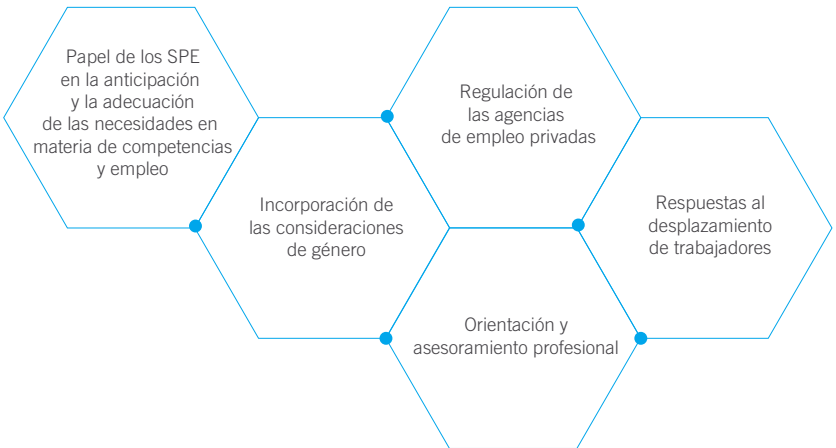 Papel de los SPE
en la anticipación
y la adecuación
de las necesidades en
materia de competencias
y empleo
Incorporación de
las consideraciones
de género
Regulación de
las agencias
de empleo privadas
Orientación y
asesoramiento profesional
Respuestas al
desplazamiento
de trabajadores